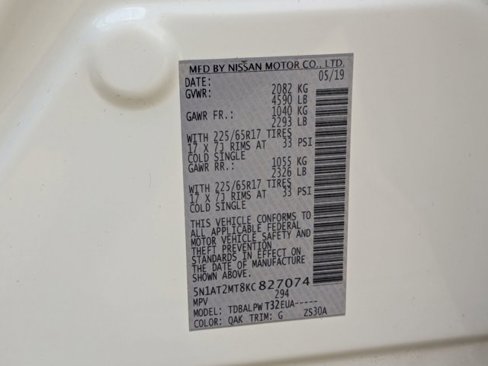 MFD BY NISSAN MOTOR CO., LTD.
DATE: 05/19
GVWR: 2082 KG
4590 LB
GAWR FR.: 1040 KG
2293 LB
WITH 225/65R17 TIRES
17 X 7J RIMS AT 33 PSI
COLD SINGLE
GAWR RR.: 1055 KG
2326 LB
WITH 225/65R17 TIRES
17 X 7J RIMS AT 33 PSI
COLD SINGLE
THIS VEHICLE CONFORMS TO
ALL APPLICABLE FEDERAL
MOTOR VEHICLE SAFETY AND
THEFT PREVENTION
STANDARDS IN EFFECT ON
THE DATE OF MANUFACTURE
SHOWN ABOVE.
5N1AT2MT8KC827074
MPV 294
MODEL: TDBALPWT32EUA-----
COLOR: QAK TRIM: G ZS30A